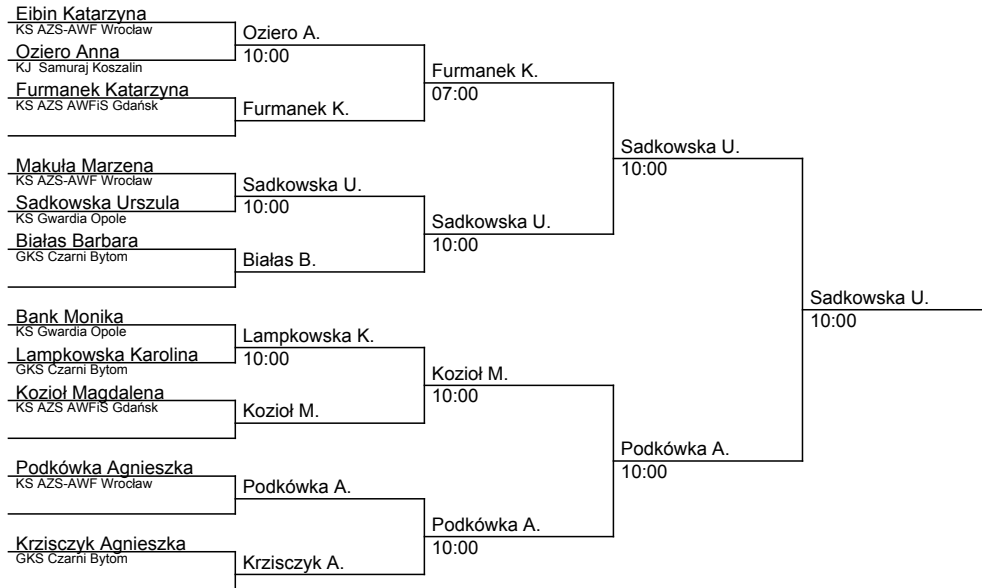 Eibin Katarzyna
KS AZS-AWF Wrocław
Oziero Anna
KJ Samuraj Koszalin
Furmanek Katarzyna
KS AZS AWFiS Gdańsk
Makuła Marzena
KS AZS-AWF Wrocław
Sadkowska Urszula
KS Gwardia Opole
Białas Barbara
GKS Czarni Bytom
Bank Monika
KS Gwardia Opole
Lampkowska Karolina
GKS Czarni Bytom
Kozioł Magdalena
KS AZS AWFiS Gdańsk
Podkówka Agnieszka
KS AZS-AWF Wrocław
Krzisczyk Agnieszka
GKS Czarni Bytom
Oziero A.
10:00
Furmanek K.
Sadkowska U.
10:00
Białas B.
Lampkowska K.
10:00
Kozioł M.
Podkówka A.
Krzisczyk A.
Furmanek K.
07:00
Sadkowska U.
10:00
Kozioł M.
10:00
Podkówka A.
10:00
Sadkowska U.
10:00
Podkówka A.
10:00
Sadkowska U.
10:00